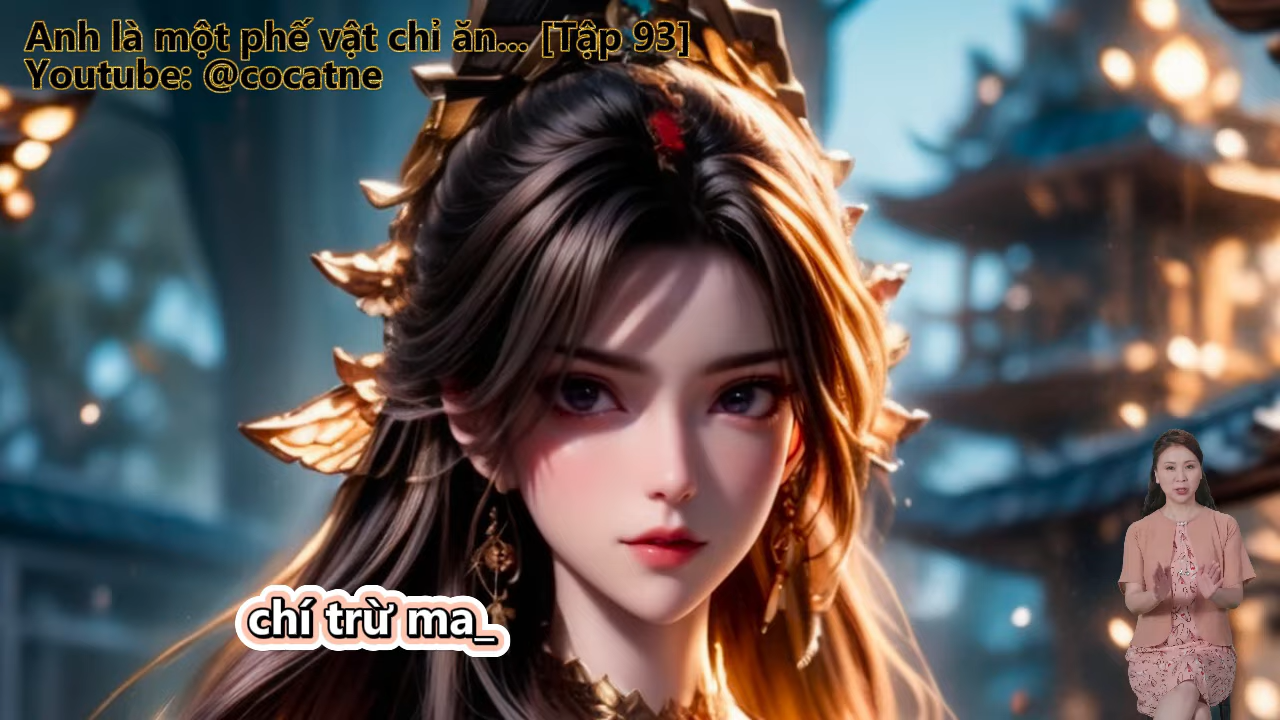 Anh là một phế vật chỉ ăn... [Tập 93]
Youtube: @cocatne
chí trừ ma_